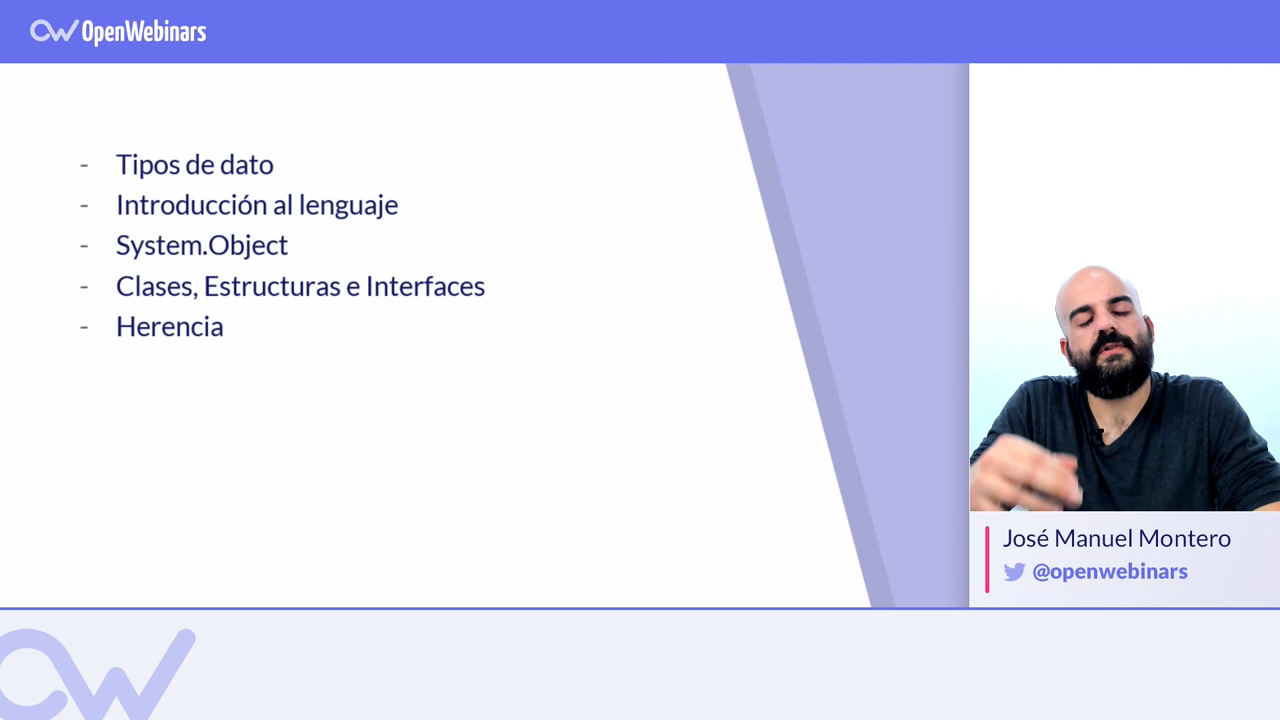 OpenWebinars
- Tipos de dato
- Introducción al lenguaje
- System.Object
- Clases, Estructuras e Interfaces
- Herencia
José Manuel Montero
@openwebinars